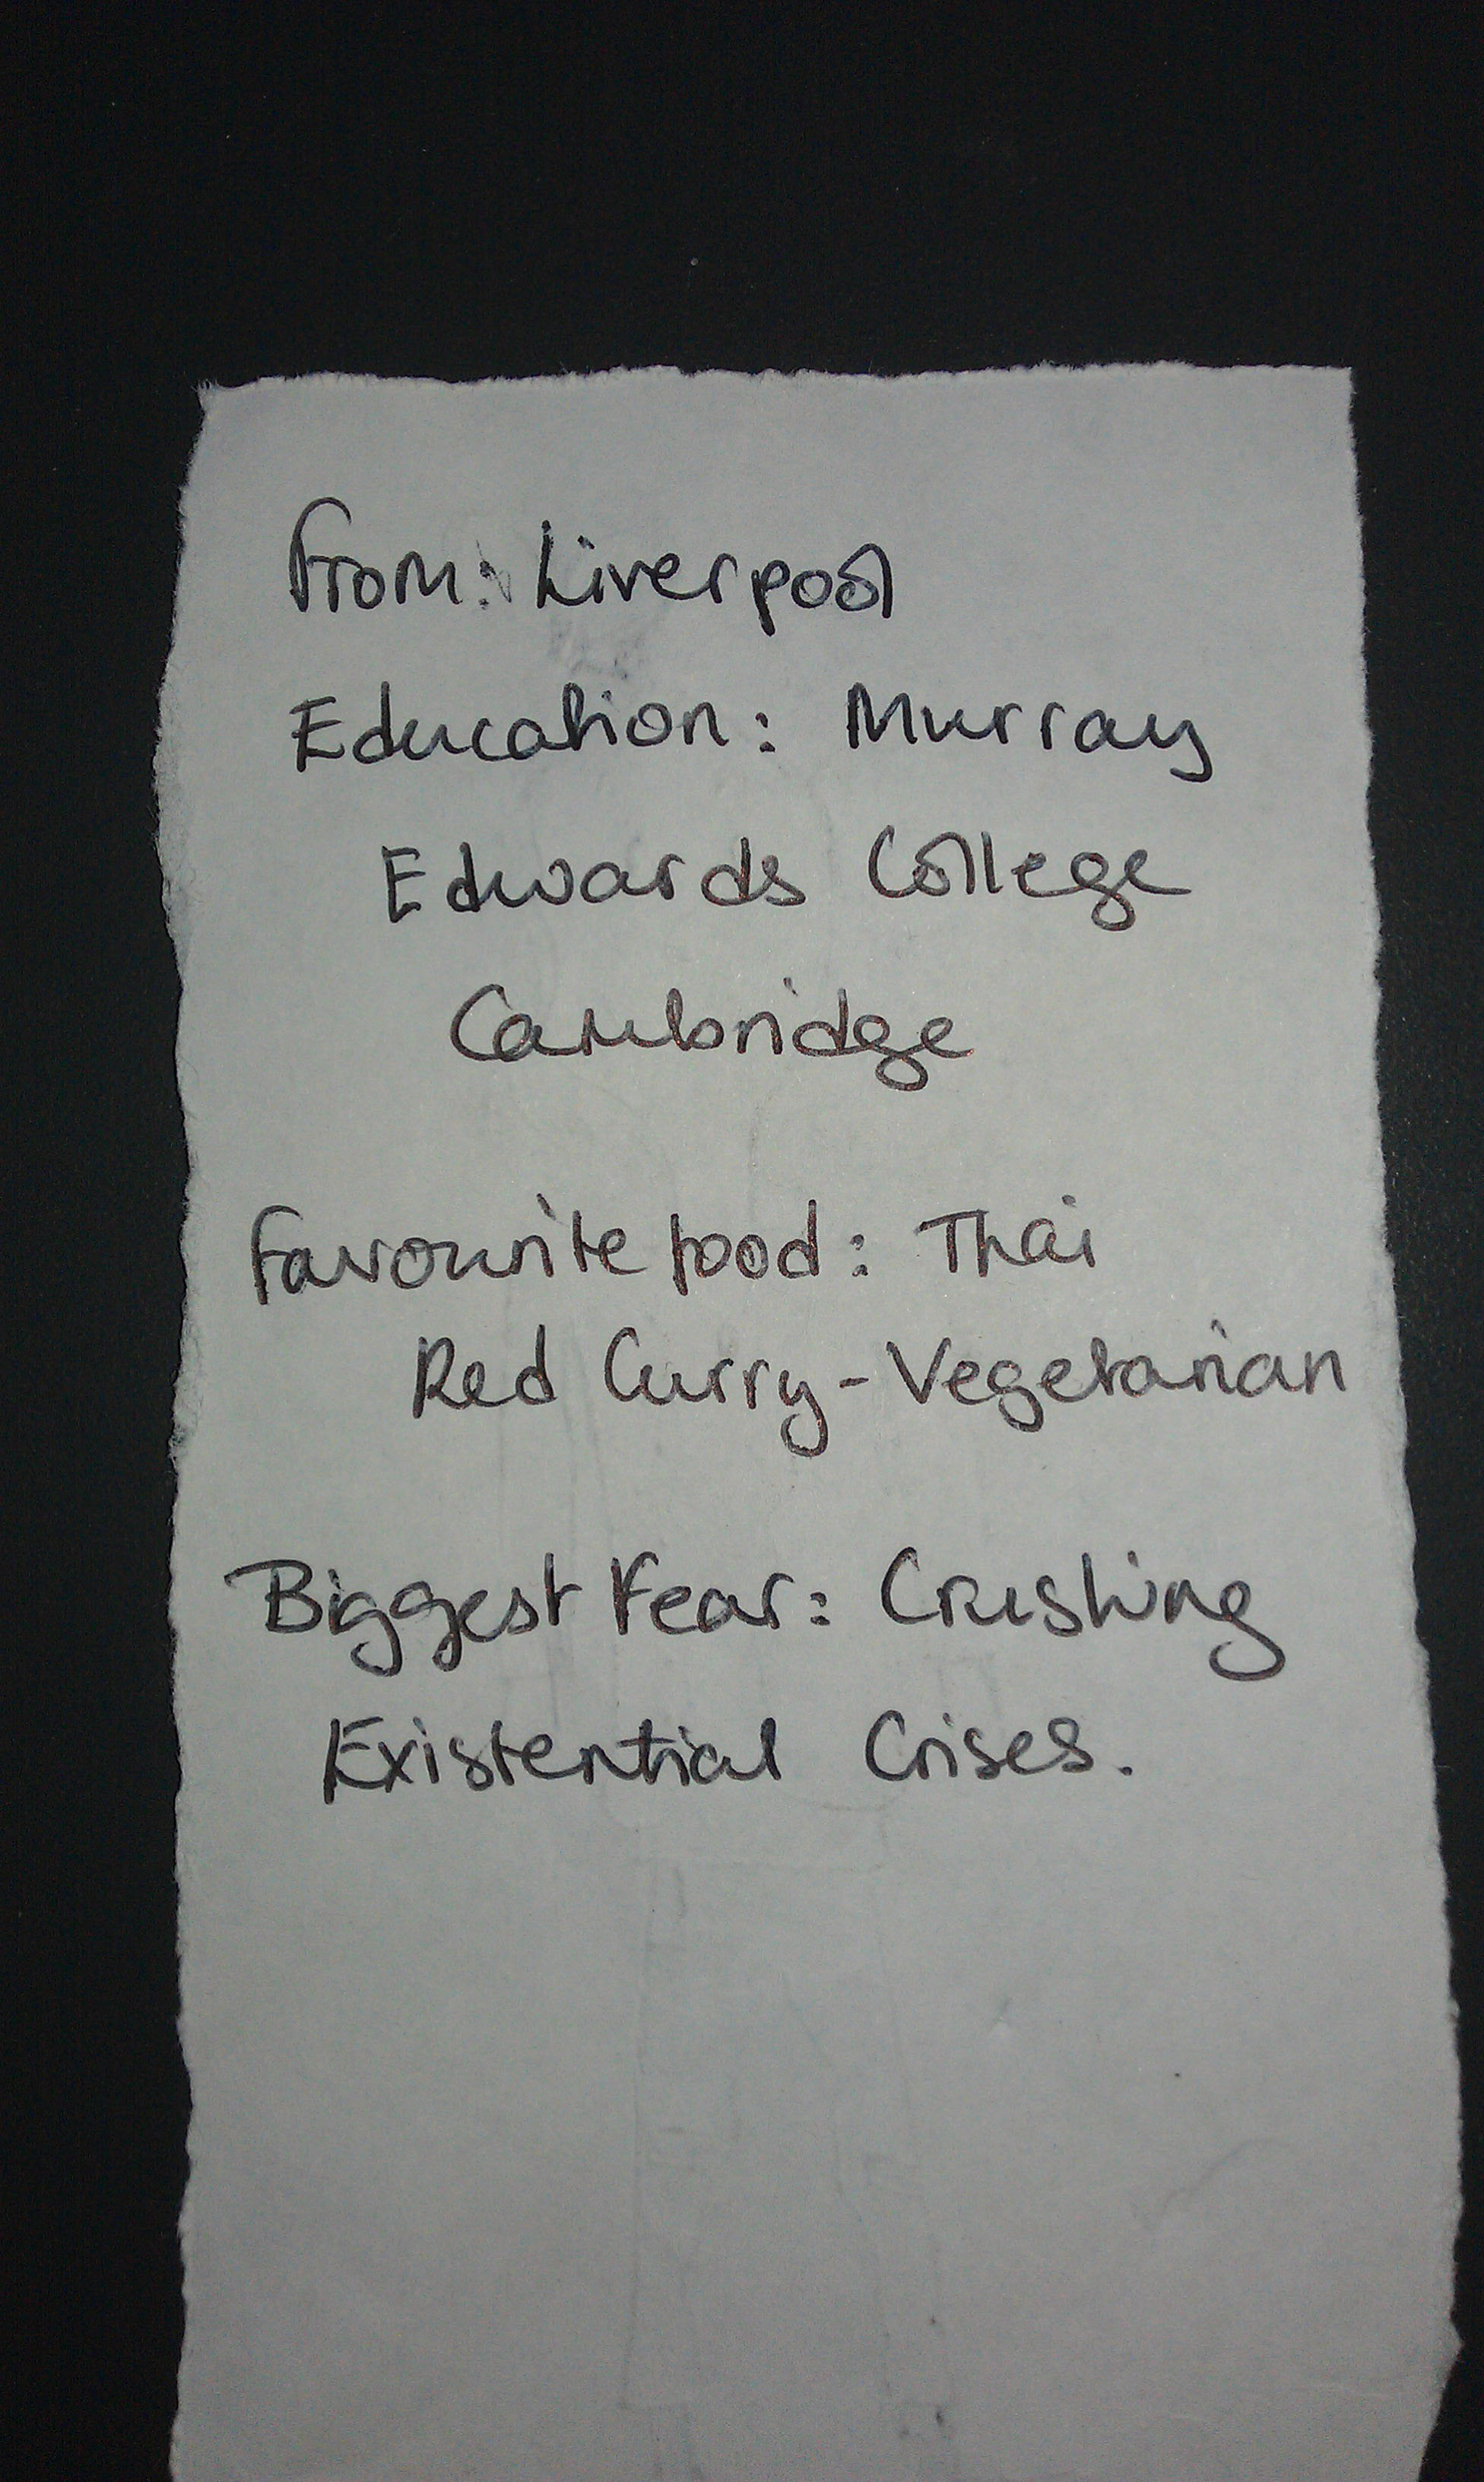 From: Liverpool
Education: Murray
Edwards College
Cambridge
Favourite food: Thai
Red Curry - Vegetarian
Biggest Fear: Crushing
Existential Crises.